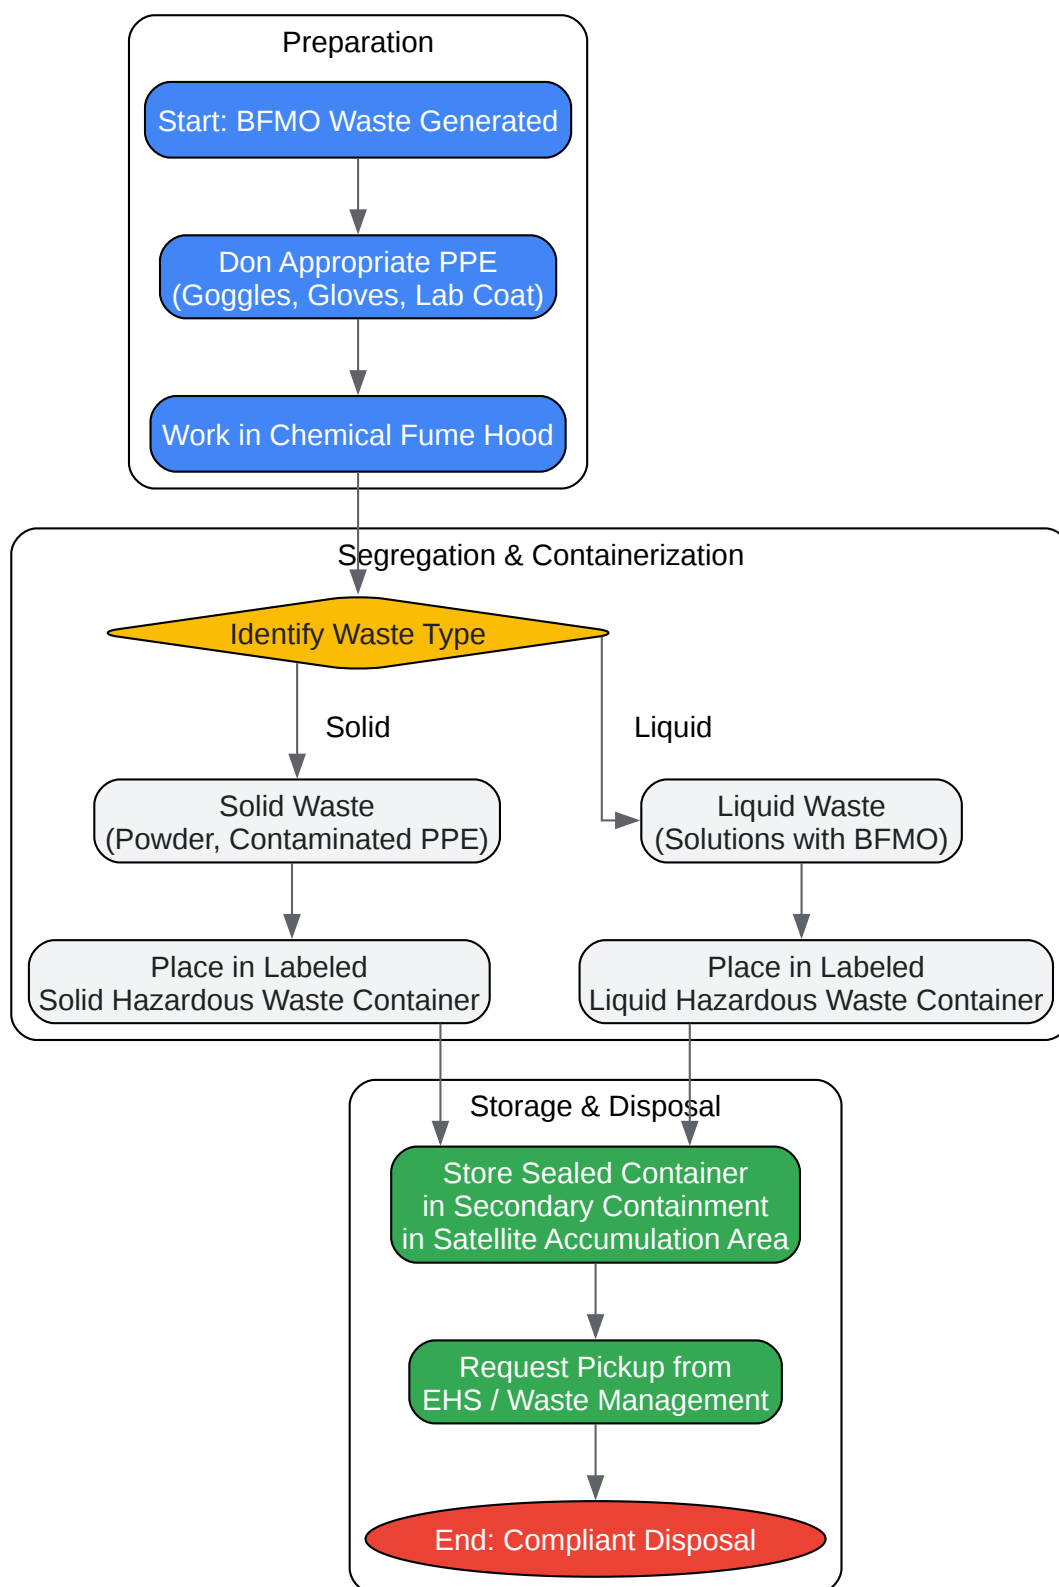 Preparation
Start: BFMO Waste Generated
Don Appropriate PPE
(Goggles, Gloves, Lab Coat)
Work in Chemical Fume Hood
Segregation & Containerization
Identify Waste Type
Solid
Liquid
Solid Waste
(Powder, Contaminated PPE)
Liquid Waste
(Solutions with BFMO)
Place in Labeled
Solid Hazardous Waste Container
Place in Labeled
Liquid Hazardous Waste Container
Storage & Disposal
Store Sealed Container
in Secondary Containment
in Satellite Accumulation Area
Request Pickup from
EHS / Waste Management
End: Compliant Disposal